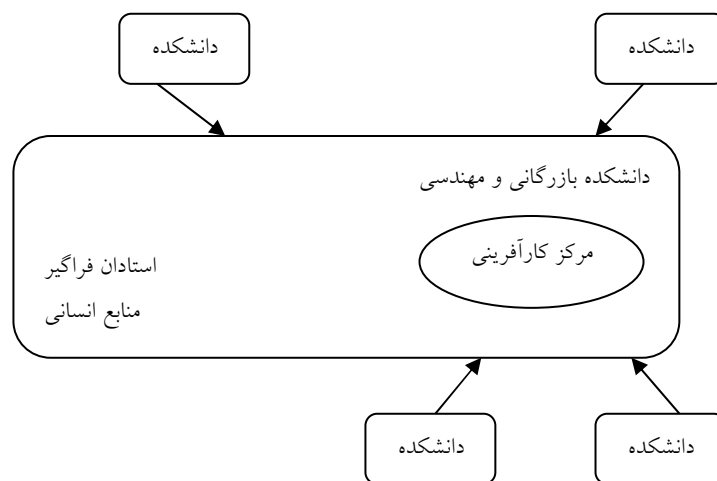 دانشکده
دانشکده
دانشکده بازرگانی و مهندسی
مرکز کارآفرینی
استادان فراگیر
منابع انسانی
دانشکده
دانشکده